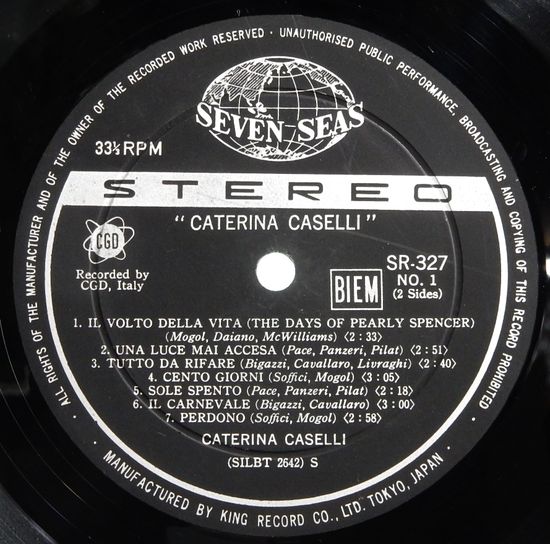 ALL RIGHTS OF THE MANUFACTURER AND OF THE OWNER OF THE RECORDED WORK RESERVED · UNAUTHORISED PUBLIC PERFORMANCE, BROADCASTING AND COPYING OF THIS RECORD PROHIBITED ·
SEVEN SEAS
33⅓ RPM
STEREO
"CATERINA CASELLI"
CGD
Recorded by
CGD, Italy
BIEM
SR-327
NO. 1
(2 Sides)
1. IL VOLTO DELLA VITA (THE DAYS OF PEARLY SPENCER)
(Mogol, Daiano, McWilliams) ⟨2:33⟩
2. UNA LUCE MAI ACCESA (Pace, Panzeri, Pilat) ⟨2:51⟩
3. TUTTO DA RIFARE (Bigazzi, Cavallaro, Livraghi) ⟨2:40⟩
4. CENTO GIORNI (Soffici, Mogol) ⟨3:05⟩
5. SOLE SPENTO (Pace, Panzeri, Pilat) ⟨2:18⟩
6. IL CARNEVALE (Bigazzi, Cavallaro) ⟨3:00⟩
7. PERDONO (Soffici, Mogol) ⟨2:58⟩
CATERINA CASELLI
(SILBT 2642) S
· MANUFACTURED BY KING RECORD CO., LTD. TOKYO, JAPAN ·